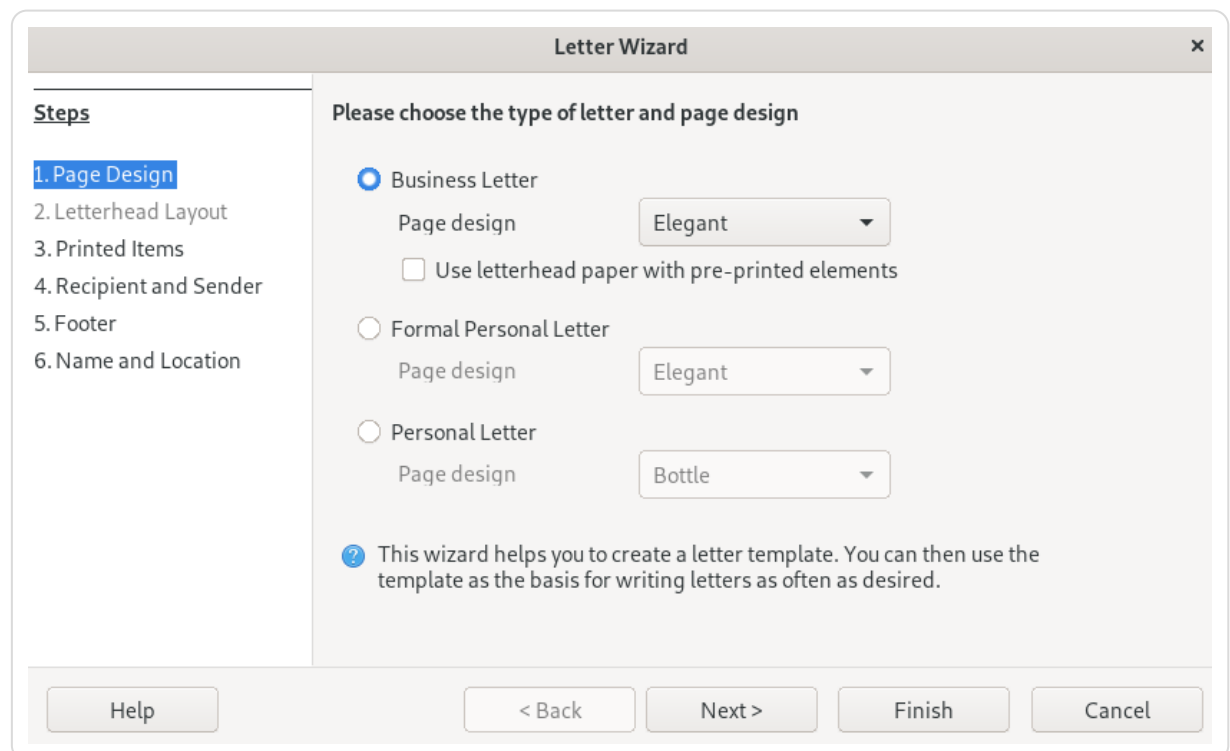 Letter Wizard
Steps
1. Page Design
2. Letterhead Layout
3. Printed Items
4. Recipient and Sender
5. Footer
6. Name and Location
Please choose the type of letter and page design
Business Letter
Page design Elegant
Use letterhead paper with pre-printed elements
Formal Personal Letter
Page design Elegant
Personal Letter
Page design Bottle
This wizard helps you to create a letter template. You can then use the
template as the basis for writing letters as often as desired.
Help < Back Next > Finish Cancel